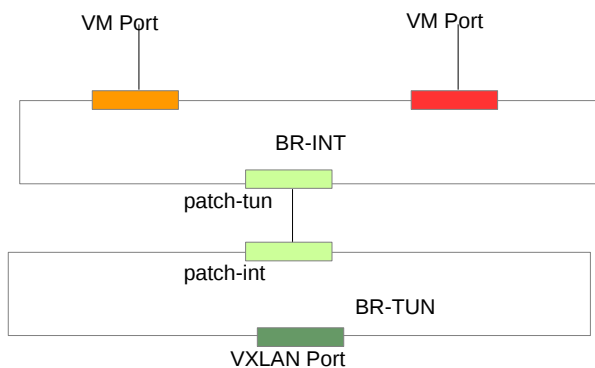 VM Port
VM Port
BR-INT
patch-tun
patch-int
BR-TUN
VXLAN Port